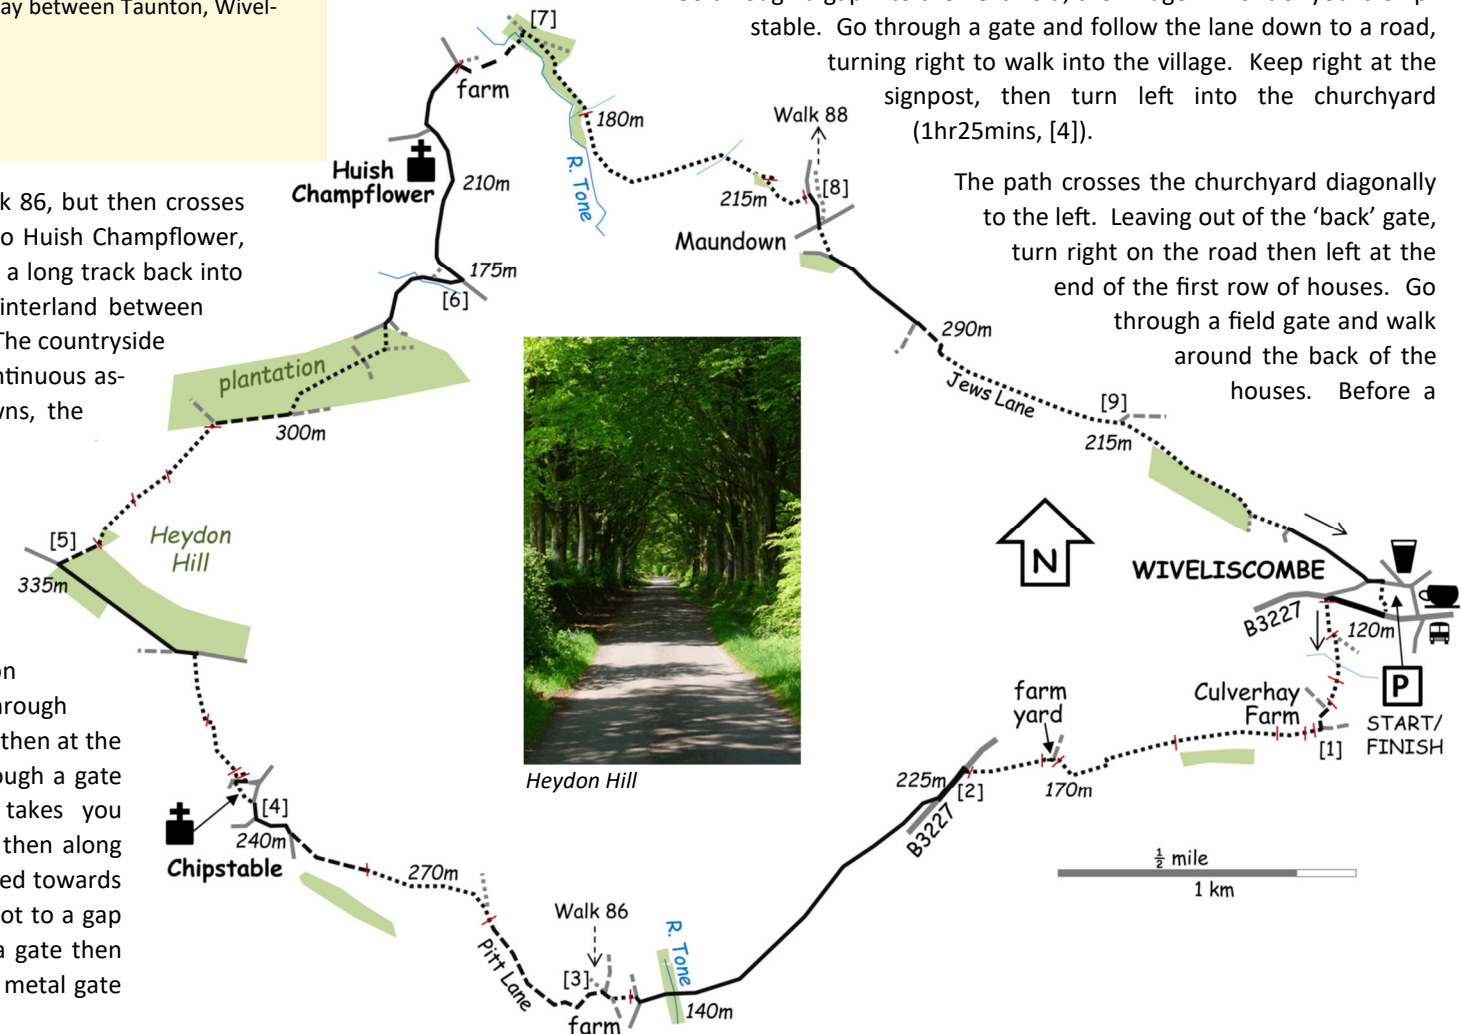 ay between Taunton, Wivel-
k 86, but then crosses
o Huish Champflower,
a long track back into
interland between
The countryside
ntinuous as-
wns, the
on
hrough
then at the
ough a gate
takes you
then along
ed towards
ot to a gap
a gate then
metal gate
stable. Go through a gate and follow the lane down to a road,
turning right to walk into the village. Keep right at the
signpost, then turn left into the churchyard
(1hr25mins, [4]).
The path crosses the churchyard diagonally
to the left. Leaving out of the ‘back’ gate,
turn right on the road then left at the
end of the first row of houses. Go
through a field gate and walk
around the back of the
houses. Before a
[7]
farm
180m
Huish
Champflower
210m
R. Tone
175m
[6]
plantation
300m
[5]
335m
Heydon
Hill
Walk 88
[8]
215m
Maundown
290m
Jews Lane
[9]
215m
N
WIVELISCOMBE
B3227
120m
P
START/
FINISH
Culverhay
Farm
[1]
farm
yard
170m
225m
[2]
B3227
½ mile
1 km
Heydon Hill
[4]
240m
Chipstable
270m
Pitt Lane
Walk 86
[3]
farm
R. Tone
140m